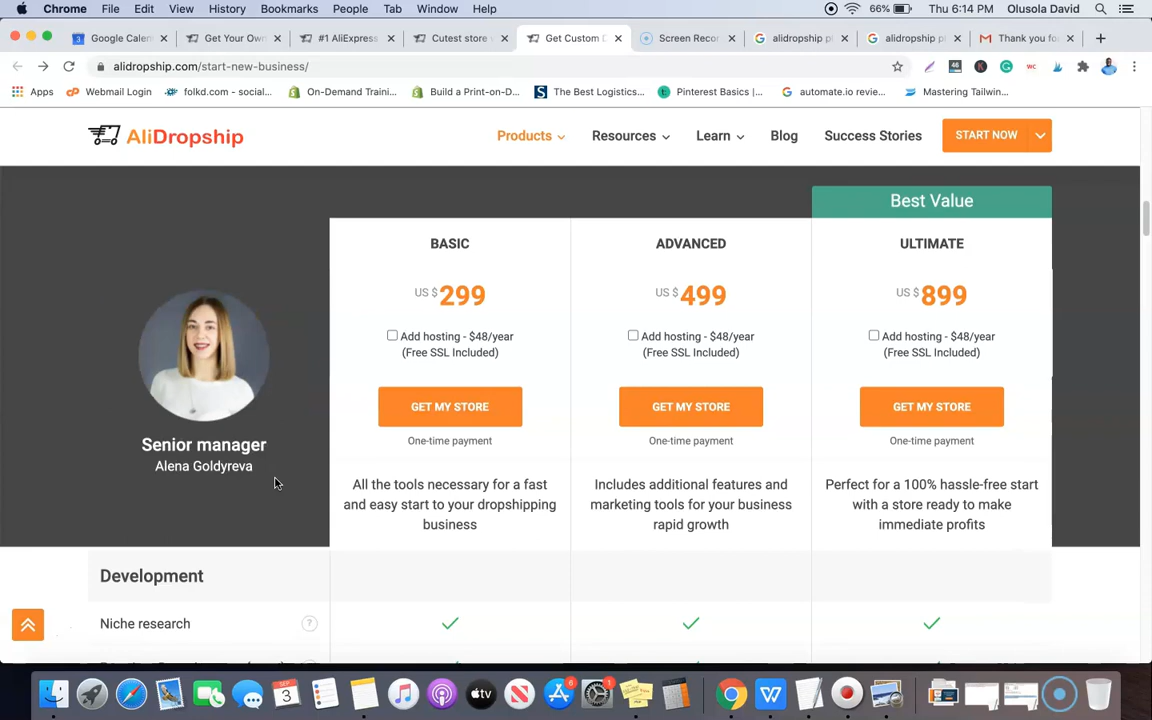 Chrome File Edit View History Bookmarks People Tab Window Help 66% Thu 6:14 PM Olusola David
Google Calen Get Your Own #1 AliExpress Cutest store Get Custom D Screen Recor alidropship p alidropship p Thank you fo
alidropship.com/start-new-business/
Apps Webmail Login folkd.com - social... On-Demand Traini... Build a Print-on-D... The Best Logistics... Pinterest Basics |... automate.io revie... Mastering Tailwin...
AliDropship Products Resources Learn Blog Success Stories START NOW
Best Value
BASIC ADVANCED ULTIMATE
US $ 299 US $ 499 US $ 899
Add hosting - $48/year Add hosting - $48/year Add hosting - $48/year
(Free SSL Included) (Free SSL Included) (Free SSL Included)
GET MY STORE GET MY STORE GET MY STORE
One-time payment One-time payment One-time payment
Senior manager
Alena Goldyreva
All the tools necessary for a fast
and easy start to your dropshipping
business
Includes additional features and
marketing tools for your business
rapid growth
Perfect for a 100% hassle-free start
with a store ready to make
immediate profits
Development
Niche research ?
SEP
3
tv
6
1